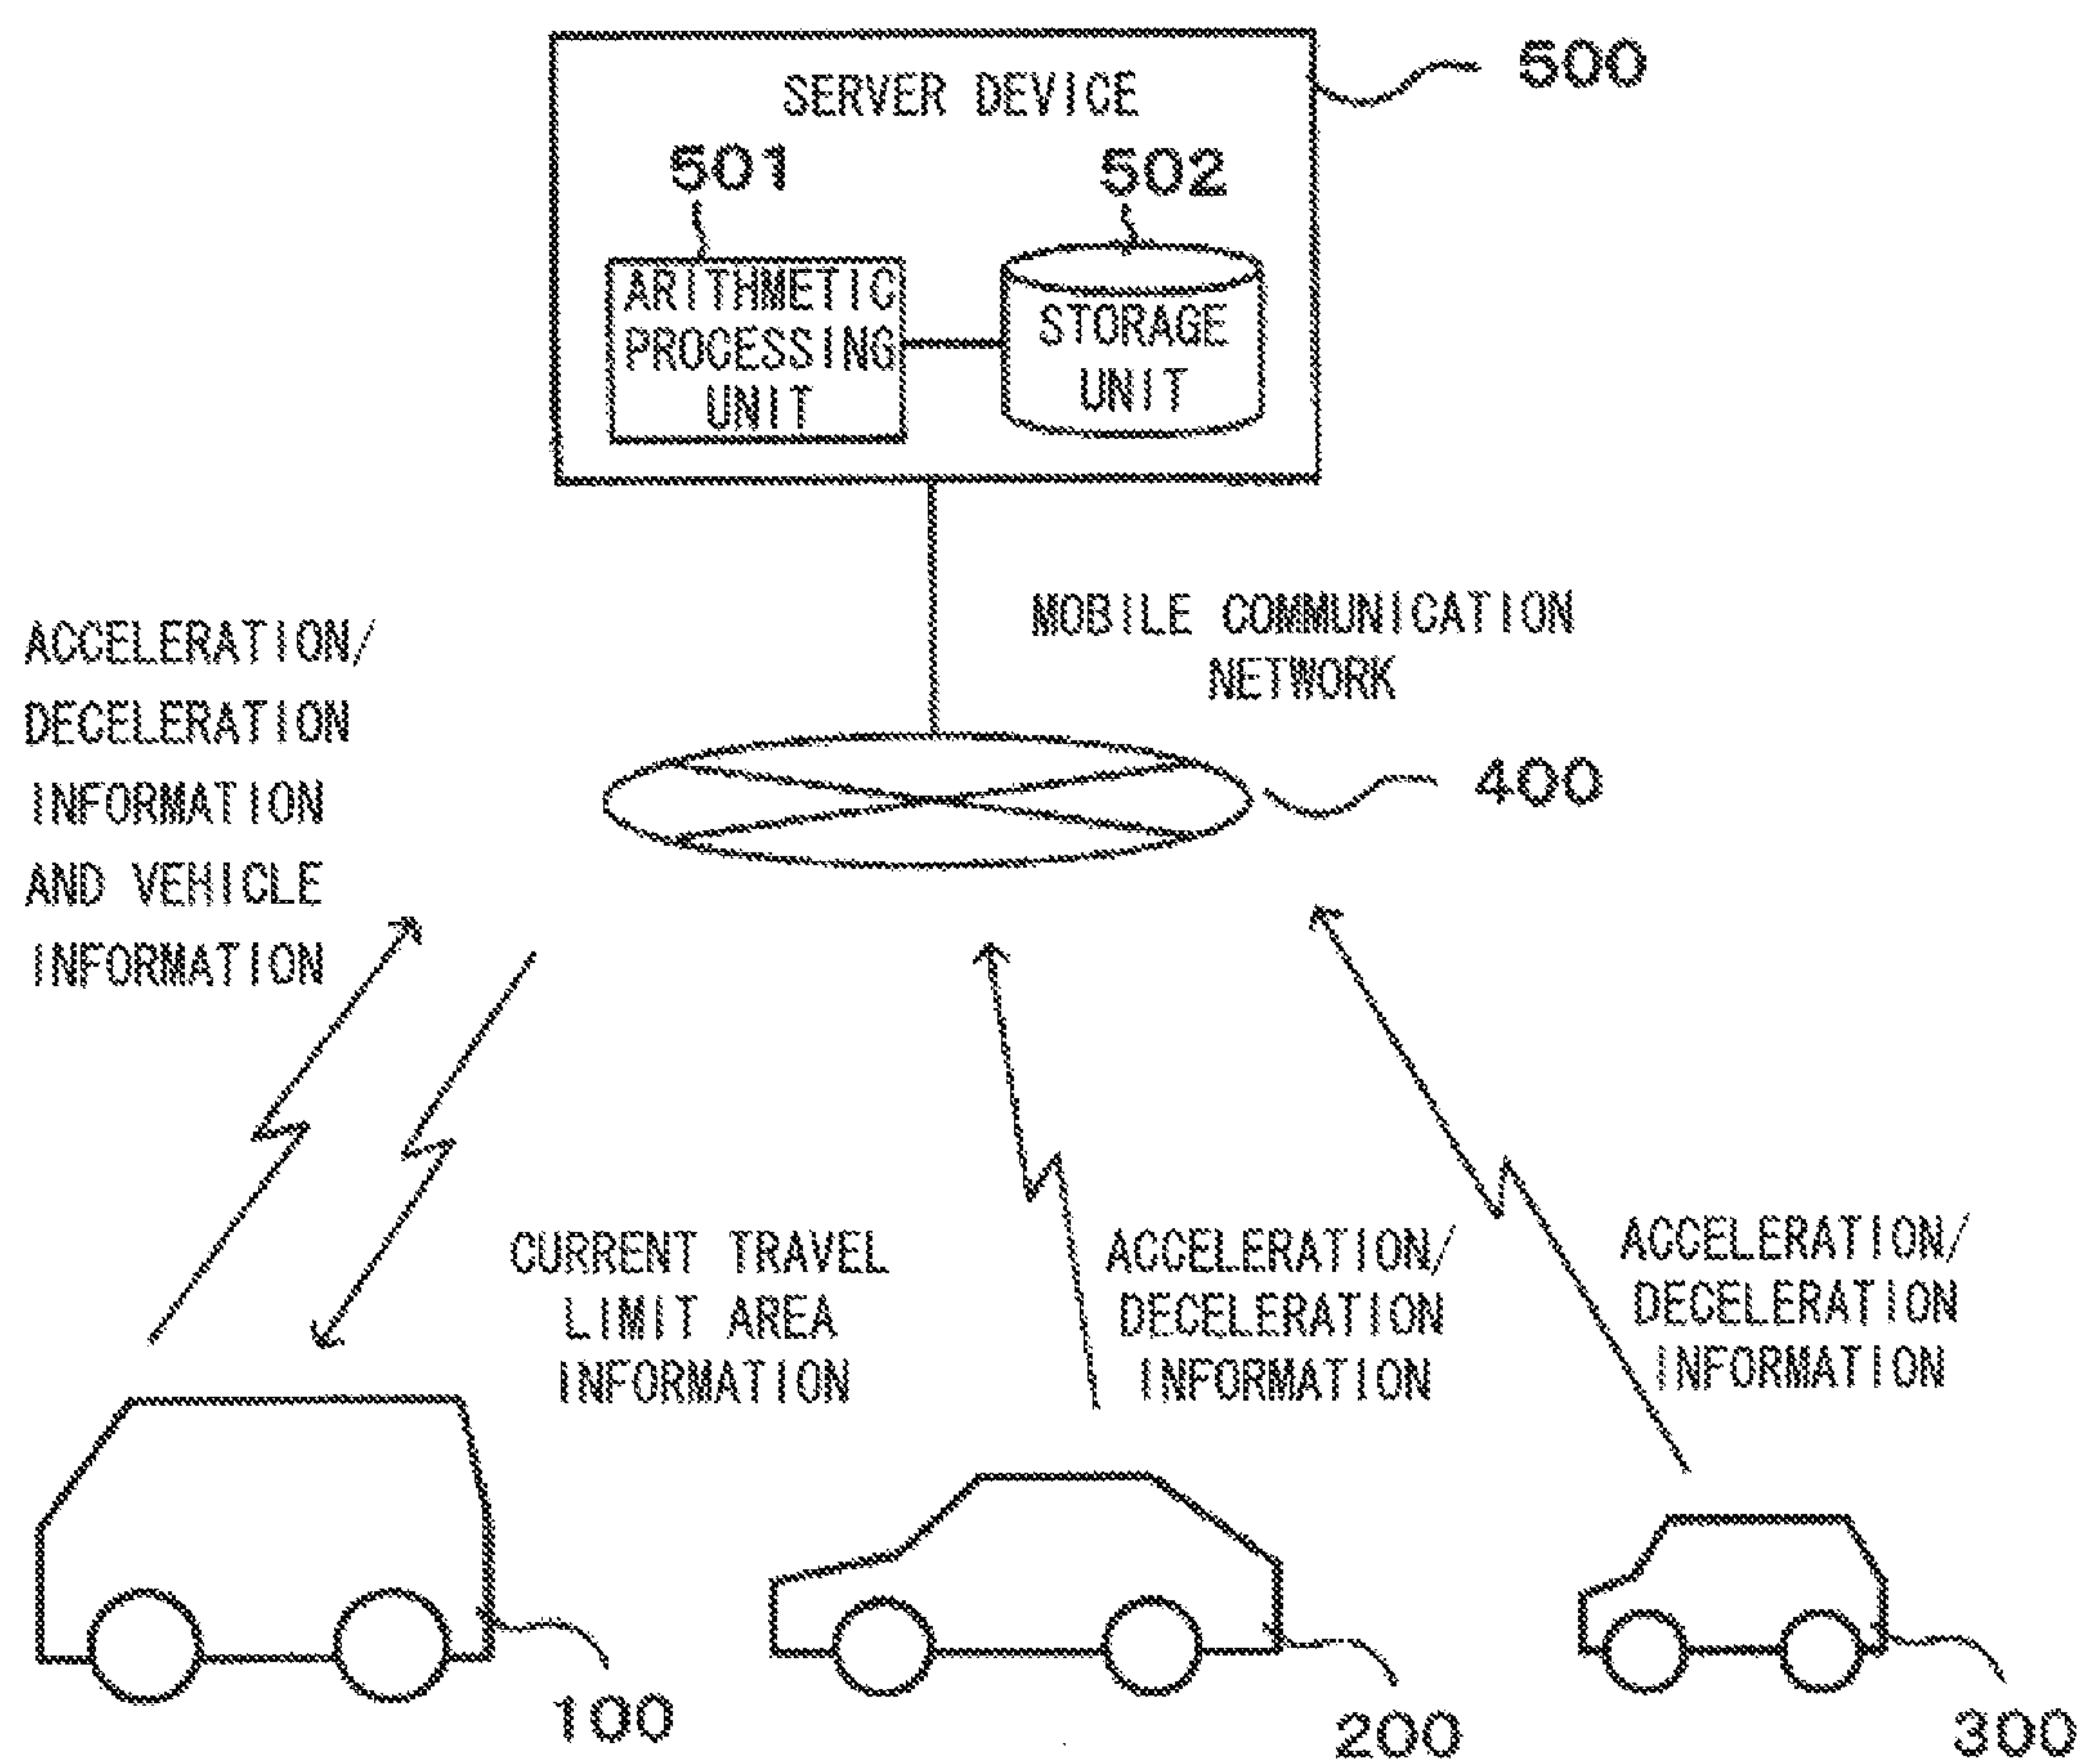 SERVER DEVICE
500
501
502
ARITHMETIC
PROCESSING
UNIT
STORAGE
UNIT
MOBILE COMMUNICATION
NETWORK
400
ACCELERATION/
DECELERATION
INFORMATION
AND VEHICLE
INFORMATION
CURRENT TRAVEL
LIMIT AREA
INFORMATION
ACCELERATION/
DECELERATION
INFORMATION
ACCELERATION/
DECELERATION
INFORMATION
100
200
300